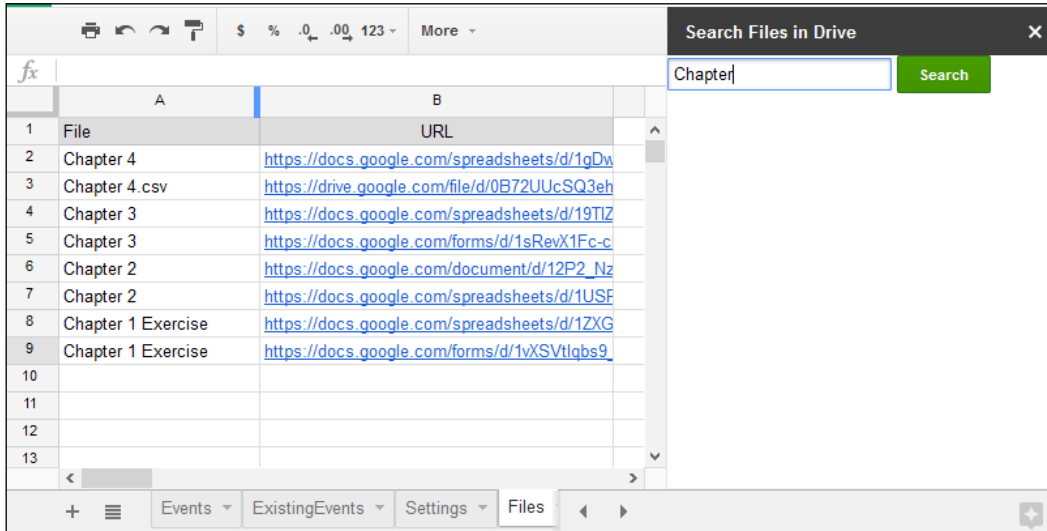 $ % .0 .00 123 More
Search Files in Drive
fx
Chapter
Search
A B
1 File URL
2 Chapter 4 https://docs.google.com/spreadsheets/d/1gDw
3 Chapter 4.csv https://drive.google.com/file/d/0B72UUcSQ3eh
4 Chapter 3 https://docs.google.com/spreadsheets/d/19TlZ
5 Chapter 3 https://docs.google.com/forms/d/1sRevX1Fc-c
6 Chapter 2 https://docs.google.com/document/d/12P2_Nz
7 Chapter 2 https://docs.google.com/spreadsheets/d/1USF
8 Chapter 1 Exercise https://docs.google.com/spreadsheets/d/1ZXG
9 Chapter 1 Exercise https://docs.google.com/forms/d/1vXSVtlqbs9_
10
11
12
13
Events ExistingEvents Settings Files